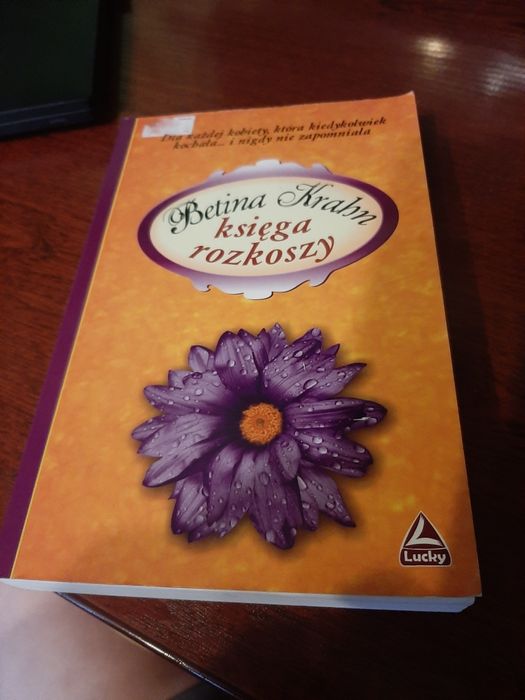 Dla każdej kobiety, która kiedykolwiek
kochała... i nigdy nie zapomniała
Betina Krahn
księga
rozkoszy
Lucky